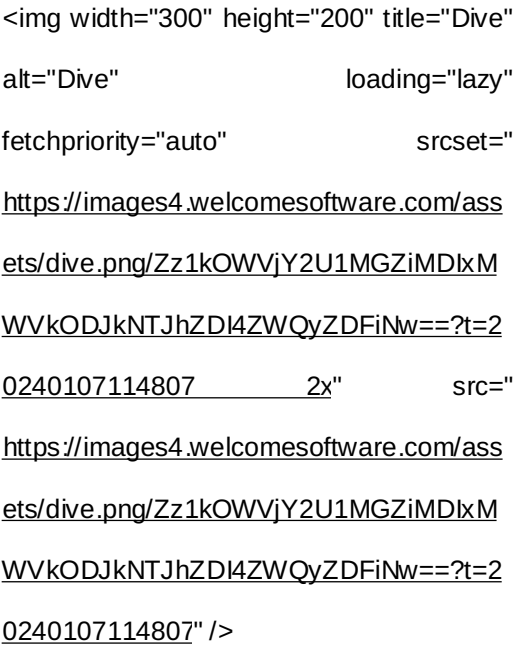 <img width="300" height="200" title="Dive"
alt="Dive" loading="lazy"
fetchpriority="auto" srcset="
https://images4.welcomesoftware.com/ass
ets/dive.png/Zz1kOWVjY2U1MGZiMDIxM
WVkODJkNTJhZDI4ZWQyZDFiNw==?t=2
0240107114807 2x" src="
https://images4.welcomesoftware.com/ass
ets/dive.png/Zz1kOWVjY2U1MGZiMDIxM
WVkODJkNTJhZDI4ZWQyZDFiNw==?t=2
0240107114807" />